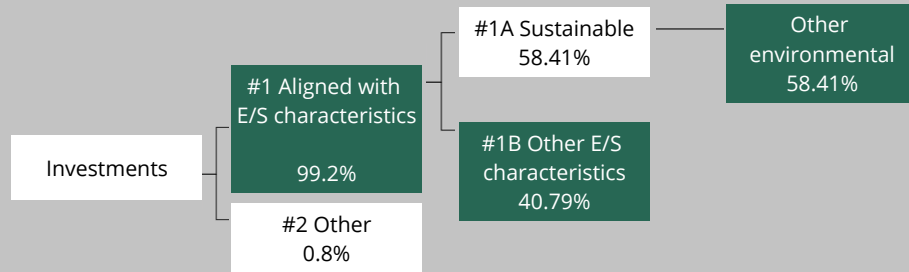 Investments
#1 Aligned with
E/S characteristics
99.2%
#2 Other
0.8%
#1A Sustainable
58.41%
#1B Other E/S
characteristics
40.79%
Other
environmental
58.41%